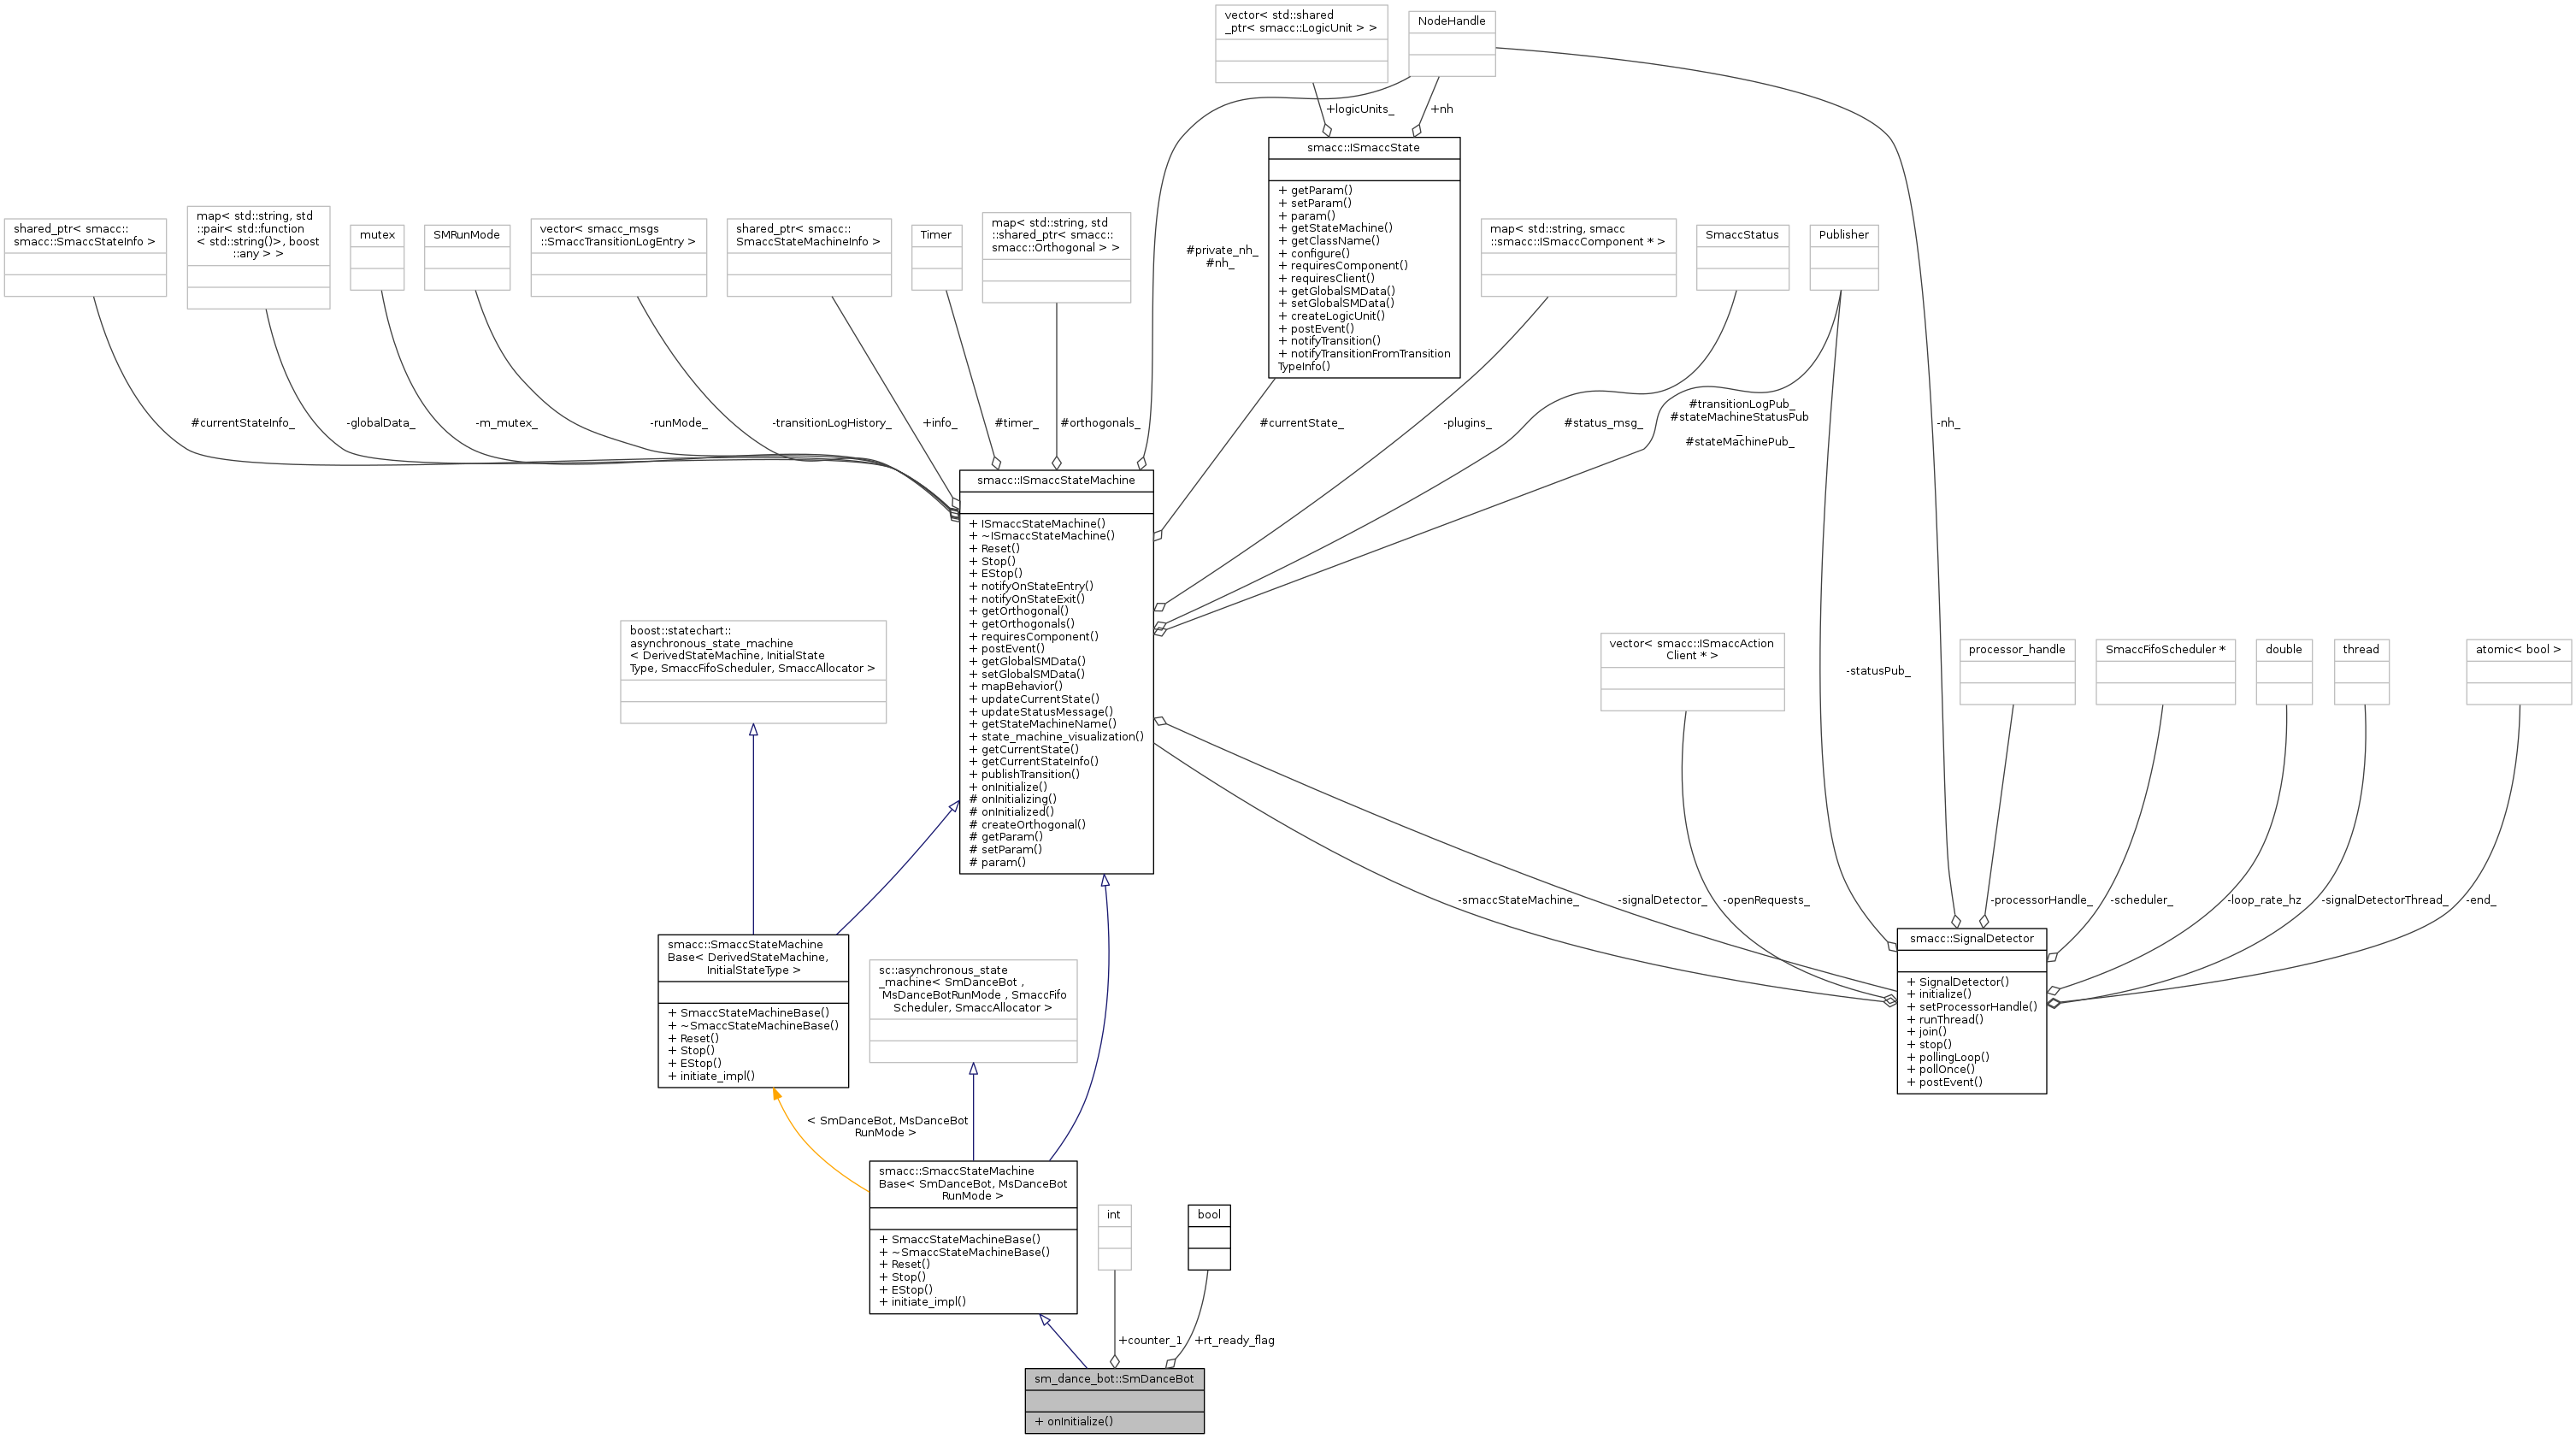 vector< std::shared
_ptr< smacc::LogicUnit > >
NodeHandle
+logicUnits_
+nh
smacc::ISmaccState
+ getParam()
+ setParam()
+ param()
+ getStateMachine()
+ getClassName()
+ configure()
+ requiresComponent()
+ requiresClient()
+ getGlobalSMData()
+ setGlobalSMData()
+ createLogicUnit()
+ postEvent()
+ notifyTransition()
+ notifyTransitionFromTransition
TypeInfo()
shared_ptr< smacc::
smacc::SmaccStateInfo >
map< std::string, std
::pair< std::function
< std::string()>, boost
::any > >
mutex
SMRunMode
vector< smacc_msgs
::SmaccTransitionLogEntry >
shared_ptr< smacc::
SmaccStateMachineInfo >
Timer
map< std::string, std
::shared_ptr< smacc::
smacc::Orthogonal > >
#private_nh_
#nh_
map< std::string, smacc
::smacc::ISmaccComponent * >
SmaccStatus
Publisher
#currentStateInfo_
-globalData_
-m_mutex_
-runMode_
-transitionLogHistory_
+info_
#timer_
#orthogonals_
#currentState_
-plugins_
#status_msg_
#transitionLogPub_
#stateMachineStatusPub
_
#stateMachinePub_
-nh_
smacc::ISmaccStateMachine
+ ISmaccStateMachine()
+ ~ISmaccStateMachine()
+ Reset()
+ Stop()
+ EStop()
+ notifyOnStateEntry()
+ notifyOnStateExit()
+ getOrthogonal()
+ getOrthogonals()
+ requiresComponent()
+ postEvent()
+ getGlobalSMData()
+ setGlobalSMData()
+ mapBehavior()
+ updateCurrentState()
+ updateStatusMessage()
+ getStateMachineName()
+ state_machine_visualization()
+ getCurrentState()
+ getCurrentStateInfo()
+ publishTransition()
+ onInitialize()
# onInitializing()
# onInitialized()
# createOrthogonal()
# getParam()
# setParam()
# param()
boost::statechart::
asynchronous_state_machine
< DerivedStateMachine, InitialState
Type, SmaccFifoScheduler, SmaccAllocator >
vector< smacc::ISmaccAction
Client * >
-statusPub_
processor_handle
SmaccFifoScheduler *
double
thread
atomic< bool >
-smaccStateMachine_
-signalDetector_
-openRequests_
-processorHandle_
-scheduler_
-loop_rate_hz
-signalDetectorThread_
-end_
smacc::SignalDetector
+ SignalDetector()
+ initialize()
+ setProcessorHandle()
+ runThread()
+ join()
+ stop()
+ pollingLoop()
+ pollOnce()
+ postEvent()
smacc::SmaccStateMachine
Base< DerivedStateMachine,
InitialStateType >
+ SmaccStateMachineBase()
+ ~SmaccStateMachineBase()
+ Reset()
+ Stop()
+ EStop()
+ initiate_impl()
sc::asynchronous_state
_machine< SmDanceBot ,
MsDanceBotRunMode , SmaccFifo
Scheduler, SmaccAllocator >
< SmDanceBot, MsDanceBot
RunMode >
smacc::SmaccStateMachine
Base< SmDanceBot, MsDanceBot
RunMode >
+ SmaccStateMachineBase()
+ ~SmaccStateMachineBase()
+ Reset()
+ Stop()
+ EStop()
+ initiate_impl()
int
bool
+counter_1
+rt_ready_flag
sm_dance_bot::SmDanceBot
+ onInitialize()